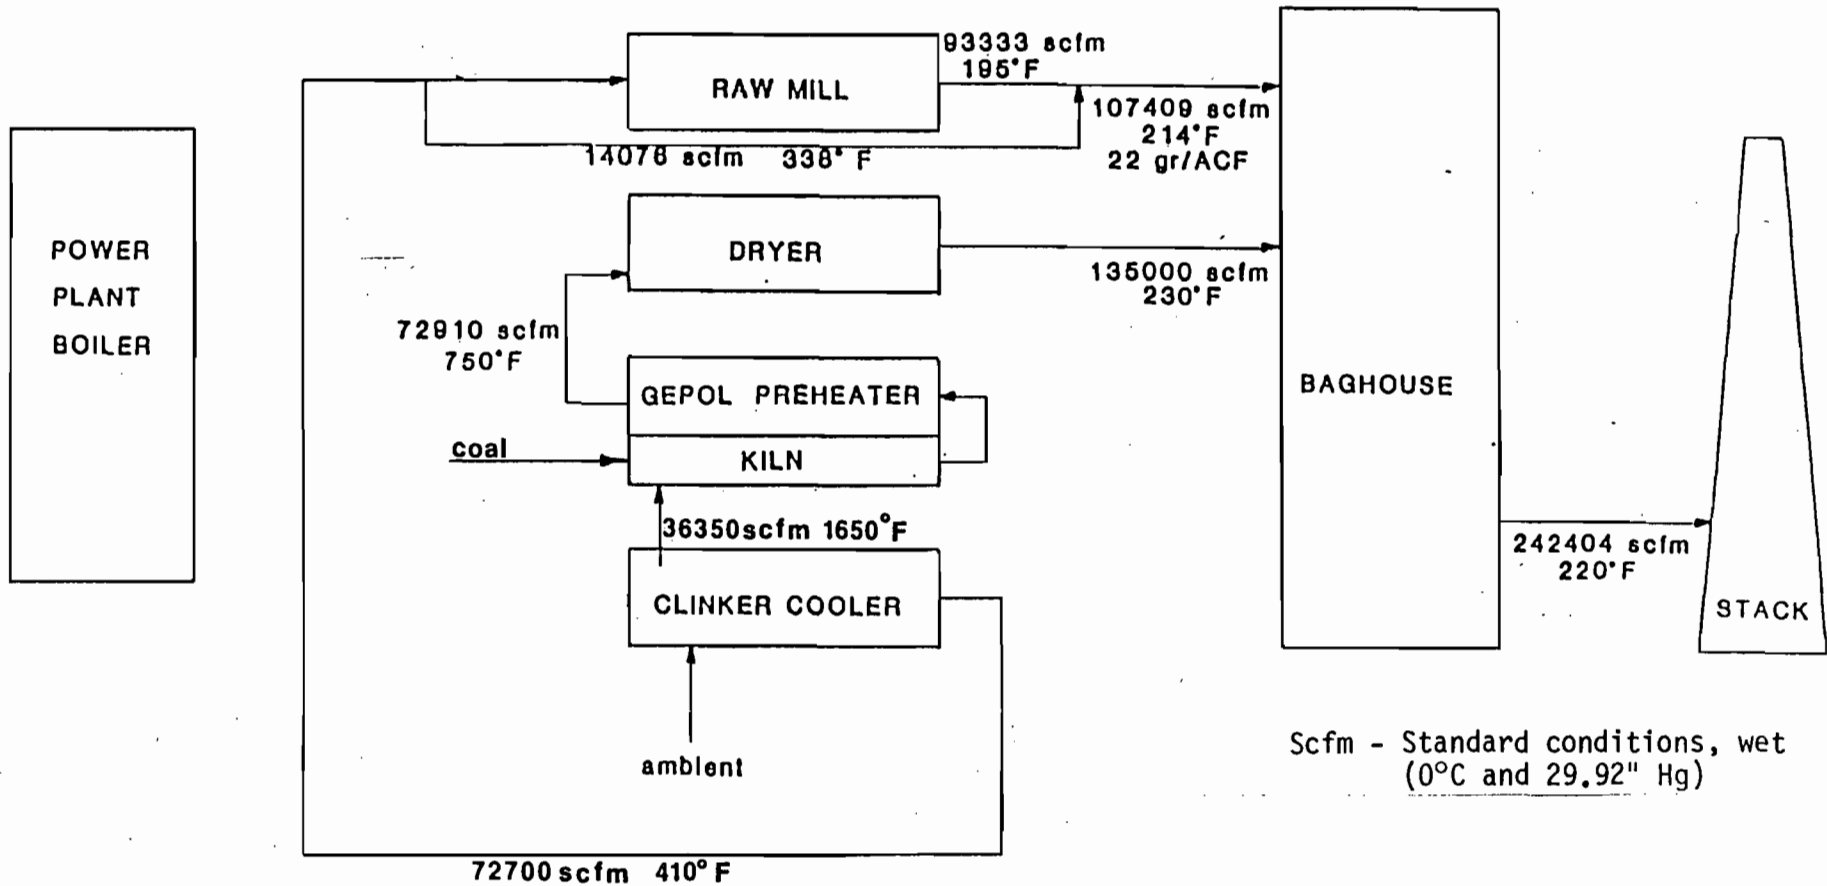 93333 scfm
195°F
RAW MILL
107409 scfm
214°F
22 gr/ACF
14076 scfm 338° F
POWER
PLANT
BOILER
DRYER
135000 scfm
230°F
72910 scfm
750°F
GEPOL PREHEATER
BAGHOUSE
coal
KILN
36350scfm 1650°F
242404 scfm
220°F
CLINKER COOLER
STACK
ambient
Scfm - Standard conditions, wet
(0°C and 29.92" Hg)
72700 scfm 410° F